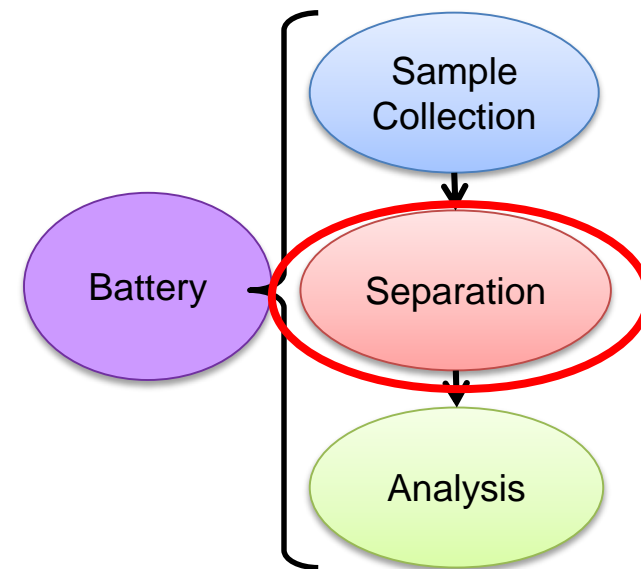 Sample
Collection
Battery
Separation
Analysis